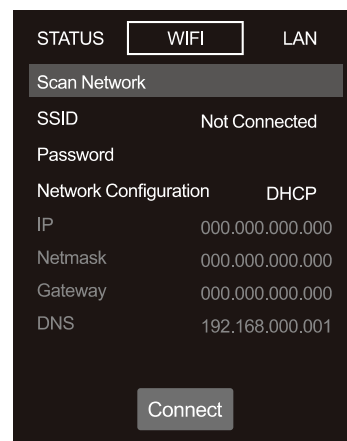 STATUS WIFI LAN
Scan Network
SSID Not Connected
Password
Network Configuration DHCP
IP 000.000.000.000
Netmask 000.000.000.000
Gateway 000.000.000.000
DNS 192.168.000.001
Connect